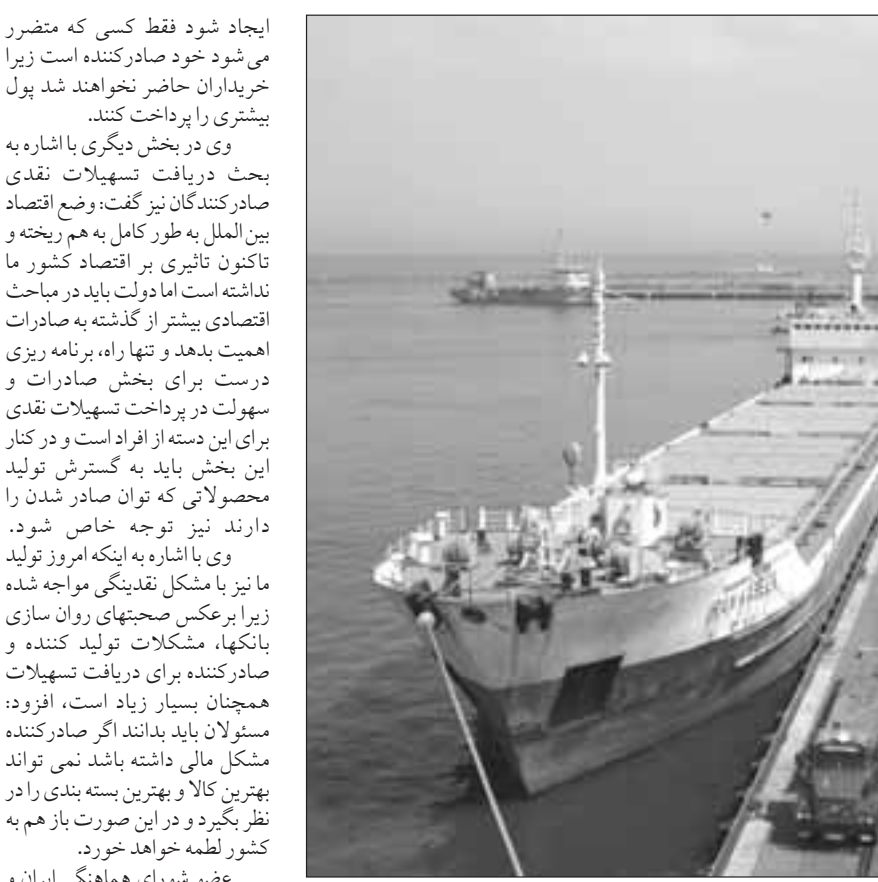 ایجاد شود فقط کسی که متضرر
می شود خود صادرکننده است زیرا
خریداران حاضر نخواهند شد پول
بیشتری را پرداخت کنند.
وی در بخش دیگری با اشاره به
بحث دریافت تسهیلات نقدی
صادرکنندگان نیز گفت: وضع اقتصاد
بین‌الملل به طور کامل به هم ریخته و
تاکنون تاثیری بر اقتصاد کشور ما
نداشته است اما دولت باید در مباحث
اقتصادی بیشتر از گذشته به صادرات
اهمیت بدهد و تنها راه، برنامه ریزی
درست برای بخش صادرات و
سهولت در پرداخت تسهیلات نقدی
برای این دسته از افراد است و در کنار
این بخش باید به گسترش تولید
محصولاتی که توان صادر شدن را
دارند نیز توجه خاص شود.
وی با اشاره به اینکه امروز تولید
ما نیز با مشکل نقدینگی مواجه شده
زیرا برعکس صحبتهای روان سازی
بانکها، مشکلات تولید کننده و
صادرکننده برای دریافت تسهیلات
همچنان بسیار زیاد است، افزود:
مسئولان باید بدانند اگر صادرکننده
مشکل مالی داشته باشد نمی تواند
بهترین کالا و بهترین بسته بندی را در
نظر بگیرد و در این صورت باز هم به
کشور لطمه خواهد خورد.
عضو شورای هماهنگی ایران و